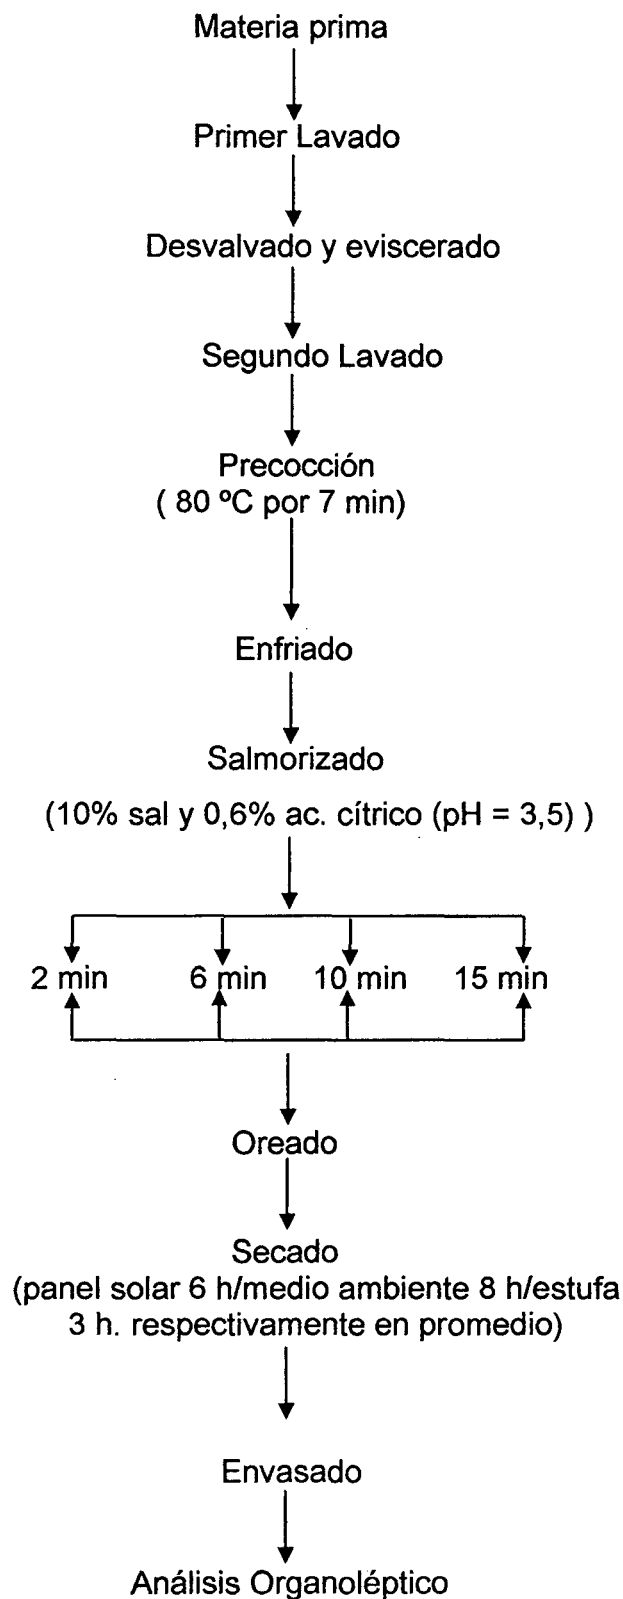 Materia prima
Primer Lavado
Desvalvado y eviscerado
Segundo Lavado
Precocción
( 80 ºC por 7 min)
Enfriado
Salmorizado
(10% sal y 0,6% ac. cítrico (pH = 3,5) )
2 min 6 min 10 min 15 min
Oreado
Secado
(panel solar 6 h/medio ambiente 8 h/estufa
3 h. respectivamente en promedio)
Envasado
Análisis Organoléptico